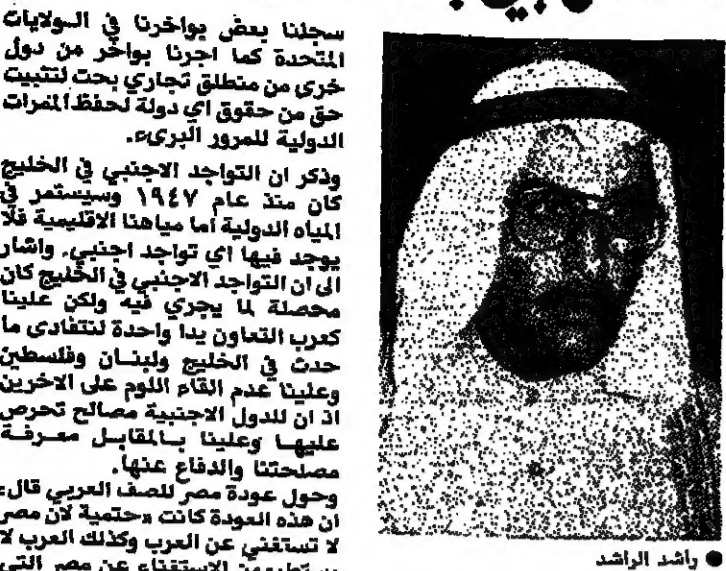 سجلنا بعض بواخرنا في الولايات
المتحدة كما اجرنا بواخر من دول
خرى من منطلق تجاري بحت لتثبيت
حق من حقوق اي دولة لحفظ الممرات
الدولية للمرور البريء.
وذكر ان التواجد الاجنبي في الخليج
كان منذ عام ١٩٤٧ وسيستمر في
المياه الدولية اما مياهنا الاقليمية فلا
يوجد فيها اي تواجد اجنبي. واشار
الى ان التواجد الاجنبي في الخليج كان
محصلة لما يجري فيه ولكن علينا
كعرب التعاون يدا واحدة لنتفادى ما
حدث في الخليج ولبنان وفلسطين
وعلينا عدم القاء اللوم على الاخرين
اذ ان للدول الاجنبية مصالح تحرص
عليها وعلينا بالمقابل معرفة
مصلحتنا والدفاع عنها.
وحول عودة مصر للصف العربي قال:
ان هذه العودة كانت «حتمية لان مصر
لا تستغني عن العرب وكذلك العرب لا
الاستغناء عن مصر التي
● راشد الراشد